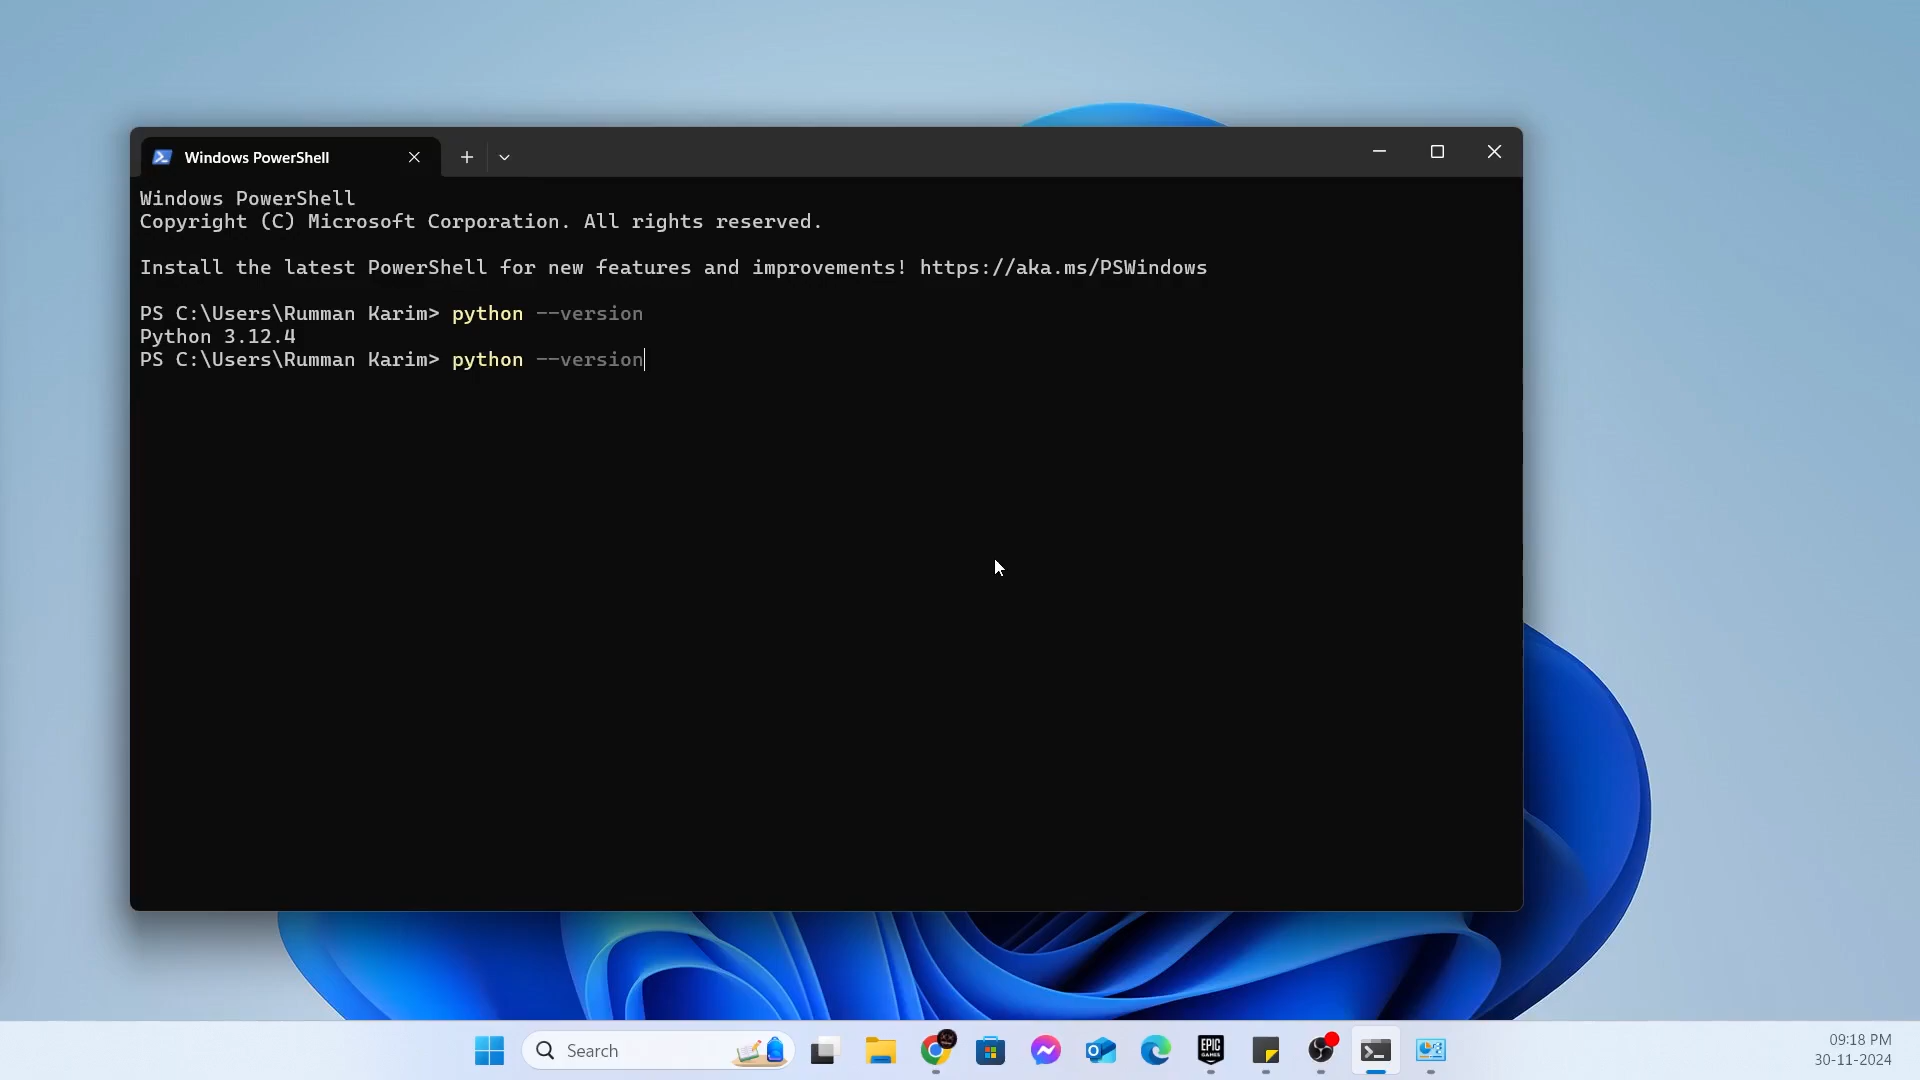 Windows PowerShell
Windows PowerShell
Copyright (C) Microsoft Corporation. All rights reserved.
Install the latest PowerShell for new features and improvements! https://aka.ms/PSWindows
PS C:\Users\Rumman Karim> python --version
Python 3.12.4
PS C:\Users\Rumman Karim> python --version
Search
EPIC
GAMES
09:18 PM
30-11-2024